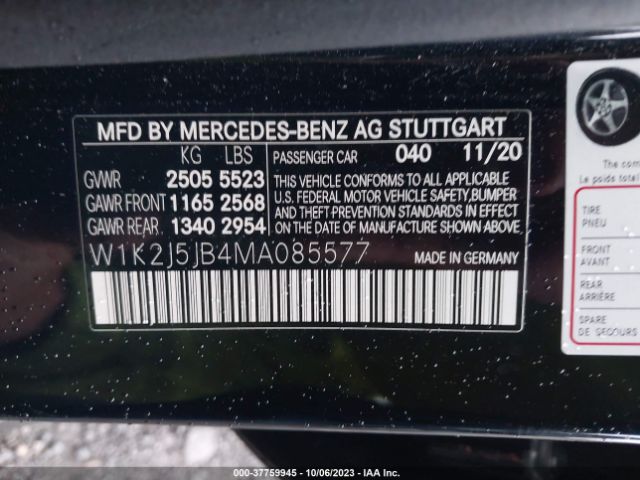 MFD BY MERCEDES-BENZ AG STUTTGART
KG LBS
PASSENGER CAR 040 11/20
GVWR 2505 5523
GAWR FRONT 1165 2568
GAWR REAR 1340 2954
THIS VEHICLE CONFORMS TO ALL APPLICABLE
U.S. FEDERAL MOTOR VEHICLE SAFETY,BUMPER
AND THEFT PREVENTION STANDARDS IN EFFECT
ON THE DATE OF MANUFACTURE SHOWN ABOVE.
W1K2J5JB4MA085577
MADE IN GERMANY
The com
Le poids total
TIRE
PNEU
FRONT
AVANT
REAR
ARRIÈRE
SPARE
DE SECOURS
000-37759945 - 10/06/2023 - IAA Inc.